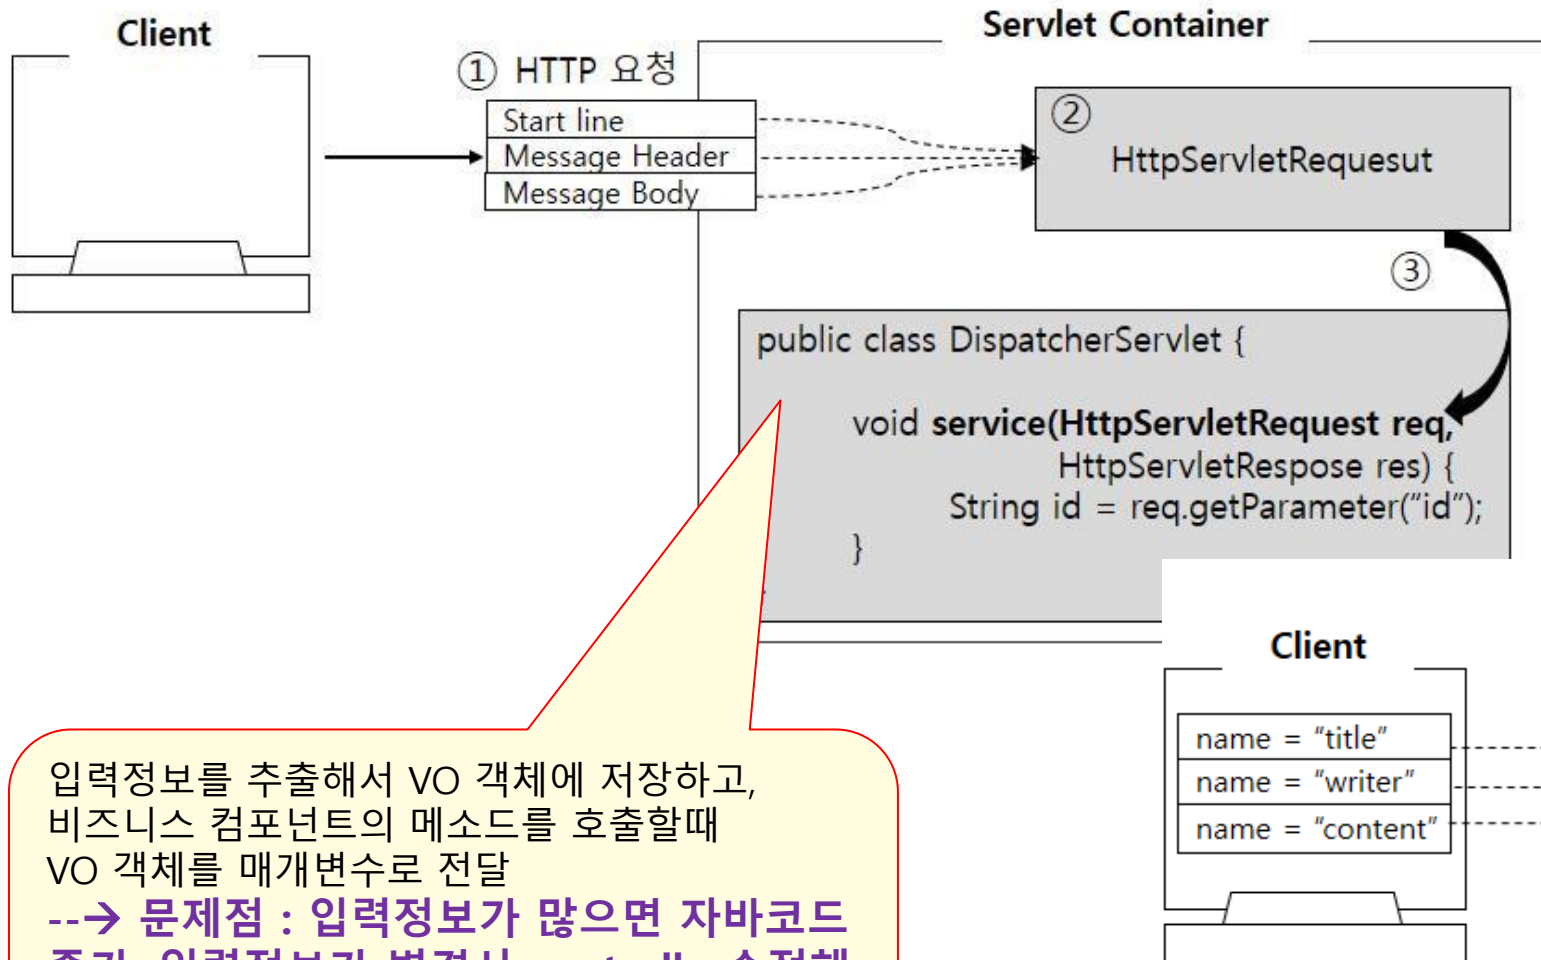 Client
Servlet Container
① HTTP 요청
Start line
Message Header
Message Body
②
HttpServletRequesut
③
public class DispatcherServlet {
void service(HttpServletRequest req,
HttpServletRespose res) {
String id = req.getParameter("id");
}
Client
name = "title"
name = "writer"
name = "content"
입력정보를 추출해서 VO 객체에 저장하고,
비즈니스 컴포넌트의 메소드를 호출할때
VO 객체를 매개변수로 전달
--→ 문제점 : 입력정보가 많으면 자바코드